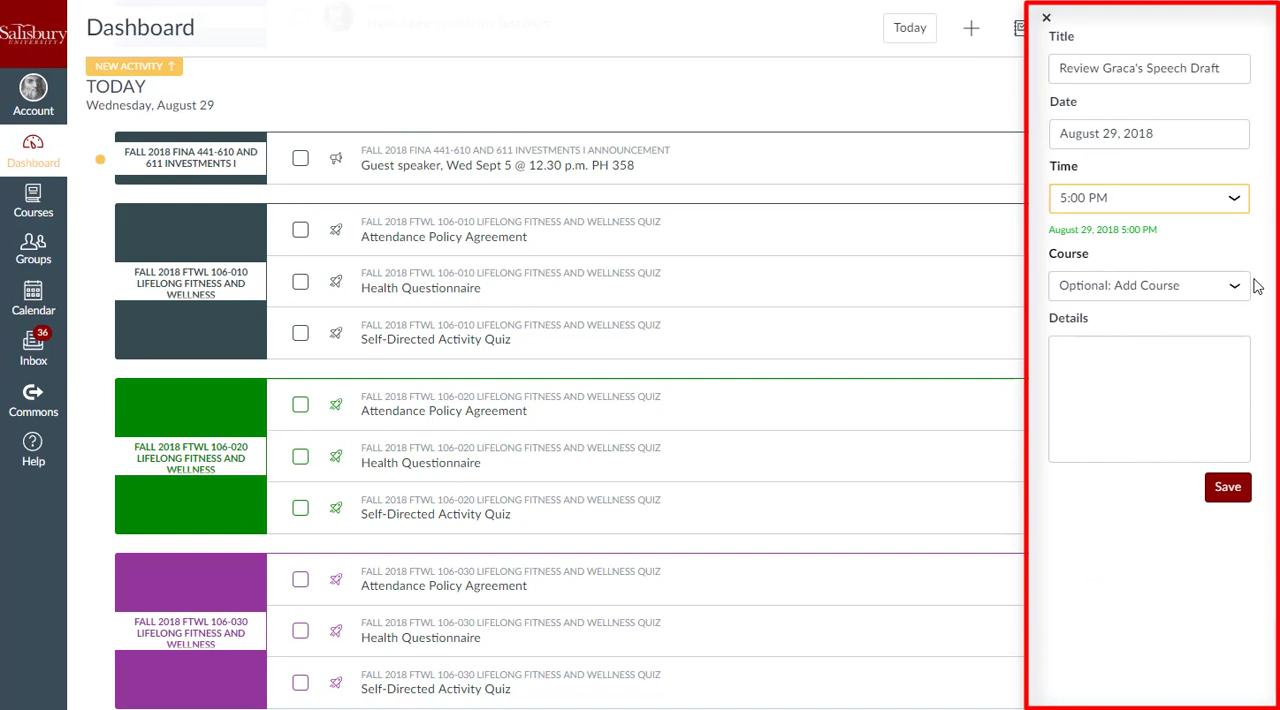 Salisbury
UNIVERSITY
Account
Dashboard
Courses
Groups
Calendar
36
Inbox
Commons
Help
Dashboard
Today
NEW ACTIVITY ↑
TODAY
Wednesday, August 29
FALL 2018 FINA 441-610 AND
611 INVESTMENTS I
FALL 2018 FINA 441-610 AND 611 INVESTMENTS I ANNOUNCEMENT
Guest speaker, Wed Sept 5 @ 12.30 p.m. PH 358
FALL 2018 FTWL 106-010
LIFELONG FITNESS AND
WELLNESS
FALL 2018 FTWL 106-010 LIFELONG FITNESS AND WELLNESS QUIZ
Attendance Policy Agreement
FALL 2018 FTWL 106-010 LIFELONG FITNESS AND WELLNESS QUIZ
Health Questionnaire
FALL 2018 FTWL 106-010 LIFELONG FITNESS AND WELLNESS QUIZ
Self-Directed Activity Quiz
FALL 2018 FTWL 106-020
LIFELONG FITNESS AND
WELLNESS
FALL 2018 FTWL 106-020 LIFELONG FITNESS AND WELLNESS QUIZ
Attendance Policy Agreement
FALL 2018 FTWL 106-020 LIFELONG FITNESS AND WELLNESS QUIZ
Health Questionnaire
FALL 2018 FTWL 106-020 LIFELONG FITNESS AND WELLNESS QUIZ
Self-Directed Activity Quiz
FALL 2018 FTWL 106-030
LIFELONG FITNESS AND
WELLNESS
FALL 2018 FTWL 106-030 LIFELONG FITNESS AND WELLNESS QUIZ
Attendance Policy Agreement
FALL 2018 FTWL 106-030 LIFELONG FITNESS AND WELLNESS QUIZ
Health Questionnaire
FALL 2018 FTWL 106-030 LIFELONG FITNESS AND WELLNESS QUIZ
Self-Directed Activity Quiz
Title
Review Graca's Speech Draft
Date
August 29, 2018
Time
5:00 PM
August 29, 2018 5:00 PM
Course
Optional: Add Course
Details
Save